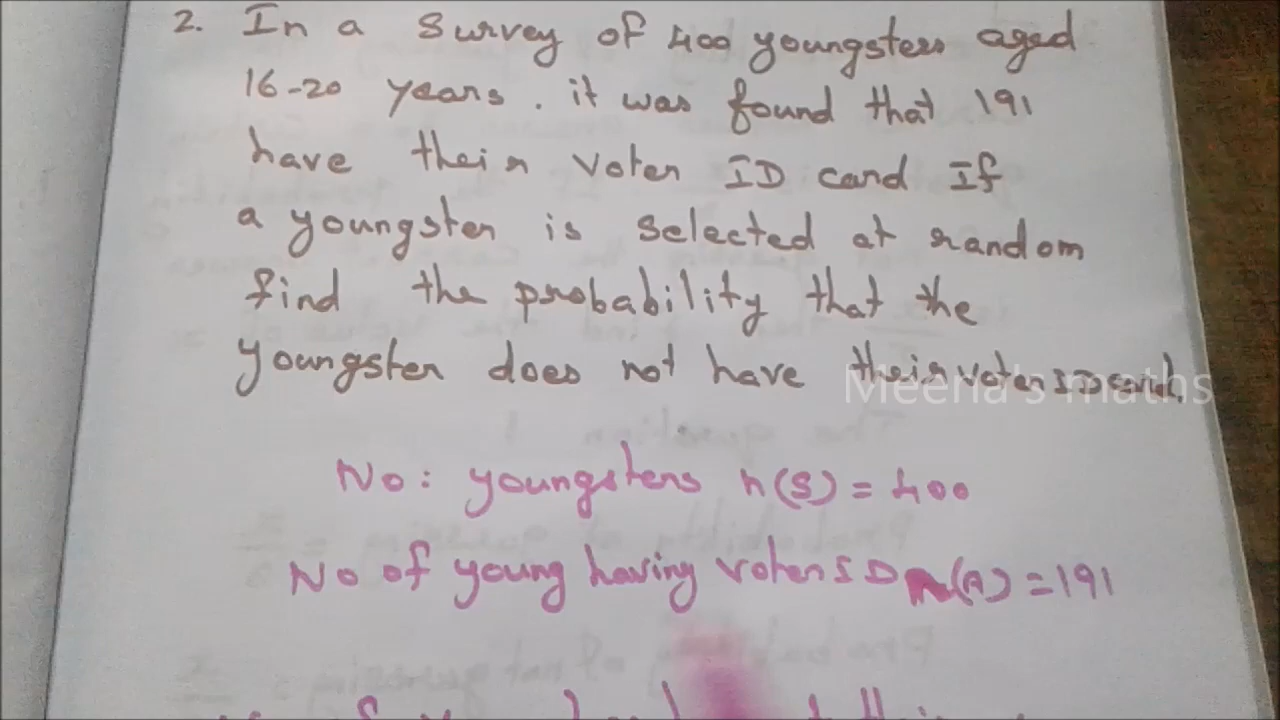 2. In a survey of 400 youngsters aged
16-20 years. it was found that 191
have their voter ID card If
a youngster is selected at random
find the probability that the
youngster does not have their voter ID card.
Meena's maths
No: youngsters n(S) = 400
No of young having voter ID n(A) = 191